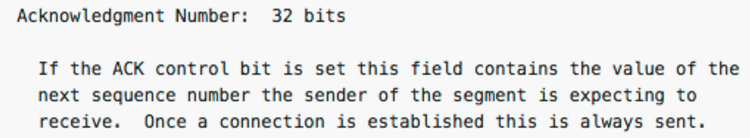 Acknowledgment Number:  32 bits
If the ACK control bit is set this field contains the value of the
next sequence number the sender of the segment is expecting to
receive.  Once a connection is established this is always sent.